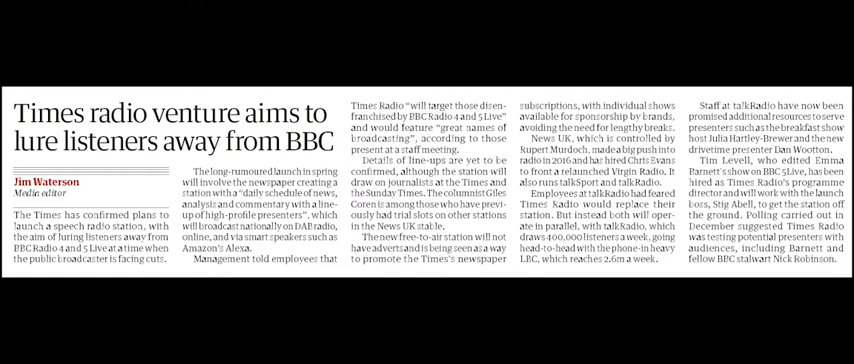 Times radio venture aims to
lure listeners away from BBC
Jim Waterson
Media editor
The Times has confirmed plans to
launch a speech radio station, with
the aim of luring listeners away from
BBC Radio 4 and 5 Live at a time when
the public broadcaster is facing cuts.
The long-rumoured launch in spring
will involve the newspaper creating a
station with a “daily schedule of news,
analysis and commentary with a line-
up of high-profile presenters”, which
will broadcast nationally on DAB radio,
online, and via smart speakers such as
Amazon’s Alexa.
Management told employees that
Times Radio “will target those disen-
franchised by BBC Radio 4 and 5 Live”
and would feature “great names of
broadcasting”, according to those
present at a staff meeting.
Details of line-ups are yet to be
confirmed, although the station will
draw on journalists at the Times and
the Sunday Times. The columnist Giles
Coren is among those who have previ-
ously had trial slots on other stations
in the News UK stable.
The new free-to-air station will not
have adverts and is being seen as a way
to promote the Times’s newspaper
subscriptions, with individual shows
available for sponsorship by brands,
avoiding the need for lengthy breaks.
News UK, which is controlled by
Rupert Murdoch, made a big push into
radio in 2016 and has hired Chris Evans
to front a relaunched Virgin Radio. It
also runs talkSport and talkRadio.
Employees at talkRadio had feared
Times Radio would replace their
station. But instead both will oper-
ate in parallel, with talkRadio, which
draws 400,000 listeners a week, going
head-to-head with the phone-in heavy
LBC, which reaches 2.6m a week.
Staff at talkRadio have now been
promised additional resources to serve
presenters such as the breakfast show
host Julia Hartley-Brewer and the new
drivetime presenter Dan Wootton.
Tim Levell, who edited Emma
Barnett’s show on BBC 5Live, has been
hired as Times Radio’s programme
director and will work with the launch
boss, Stig Abell, to get the station off
the ground. Polling carried out in
December suggested Times Radio
was testing potential presenters with
audiences, including Barnett and
fellow BBC stalwart Nick Robinson.